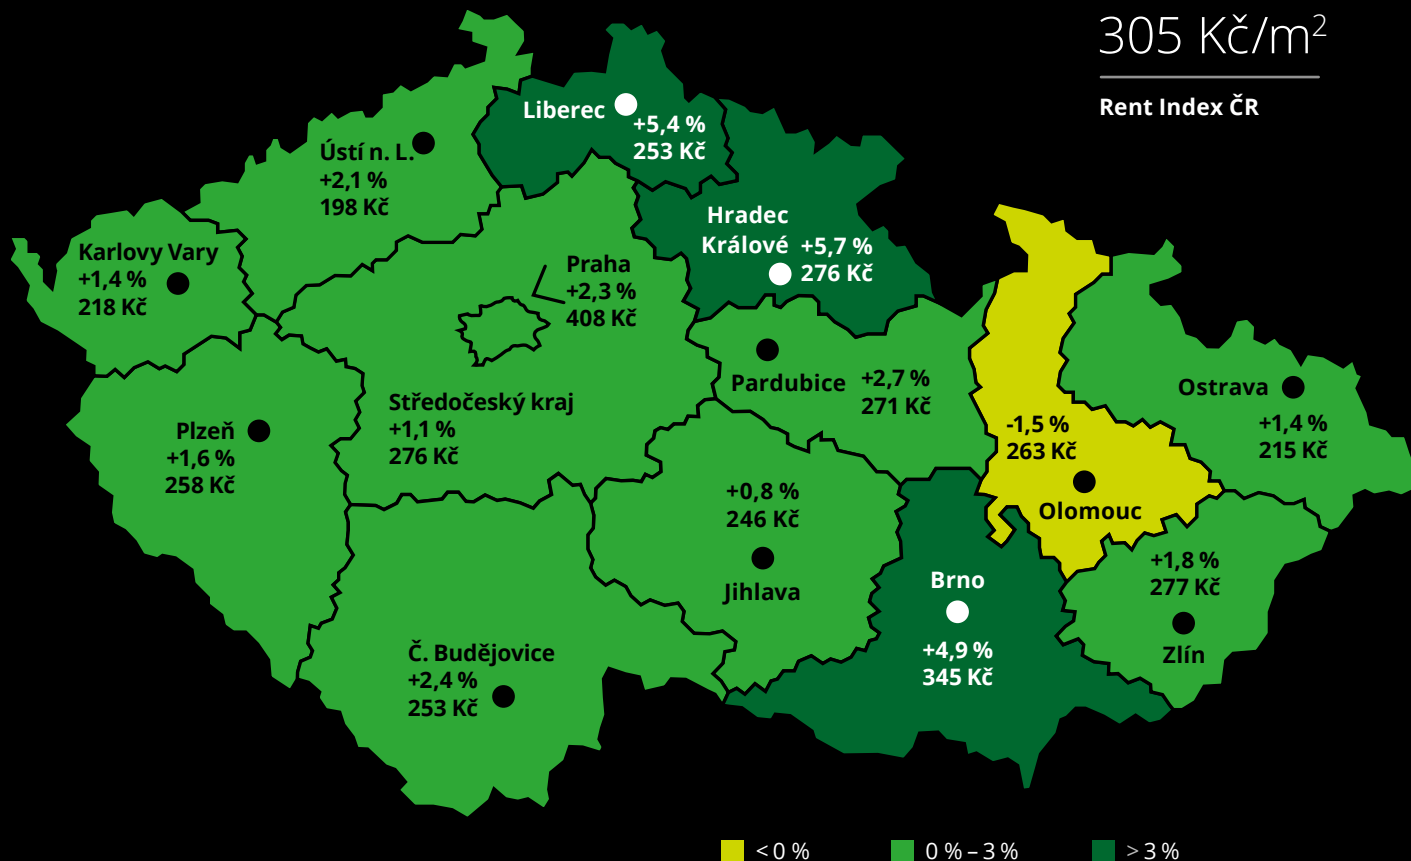 305 Kč/m²
Rent Index ČR
Liberec
+5,4 %
253 Kč
Ústí n. L.
+2,1 %
198 Kč
Hradec
Králové
+5,7 %
276 Kč
Karlovy Vary
+1,4 %
218 Kč
Praha
+2,3 %
408 Kč
Pardubice
+2,7 %
271 Kč
Středočeský kraj
+1,1 %
276 Kč
Ostrava
+1,4 %
215 Kč
Plzeň
+1,6 %
258 Kč
-1,5 %
263 Kč
Olomouc
+0,8 %
246 Kč
Jihlava
Brno
+4,9 %
345 Kč
+1,8 %
277 Kč
Zlín
Č. Budějovice
+2,4 %
253 Kč
< 0 %
0 % – 3 %
> 3 %